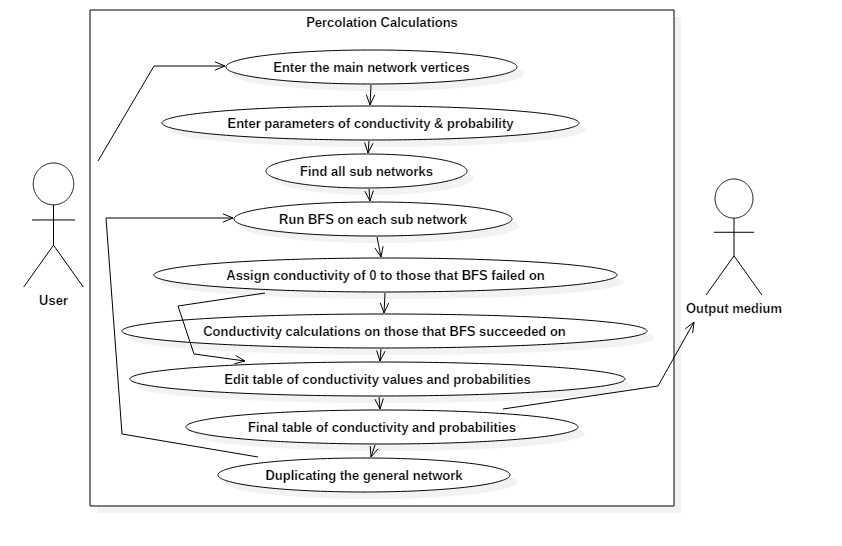 Percolation Calculations
Enter the main network vertices
Enter parameters of conductivity & probability
Find all sub networks
Run BFS on each sub network
Assign conductivity of 0 to those that BFS failed on
User
Output medium
Conductivity calculations on those that BFS succeeded on
Edit table of conductivity values and probabilities
Final table of conductivity and probabilities
Duplicating the general network